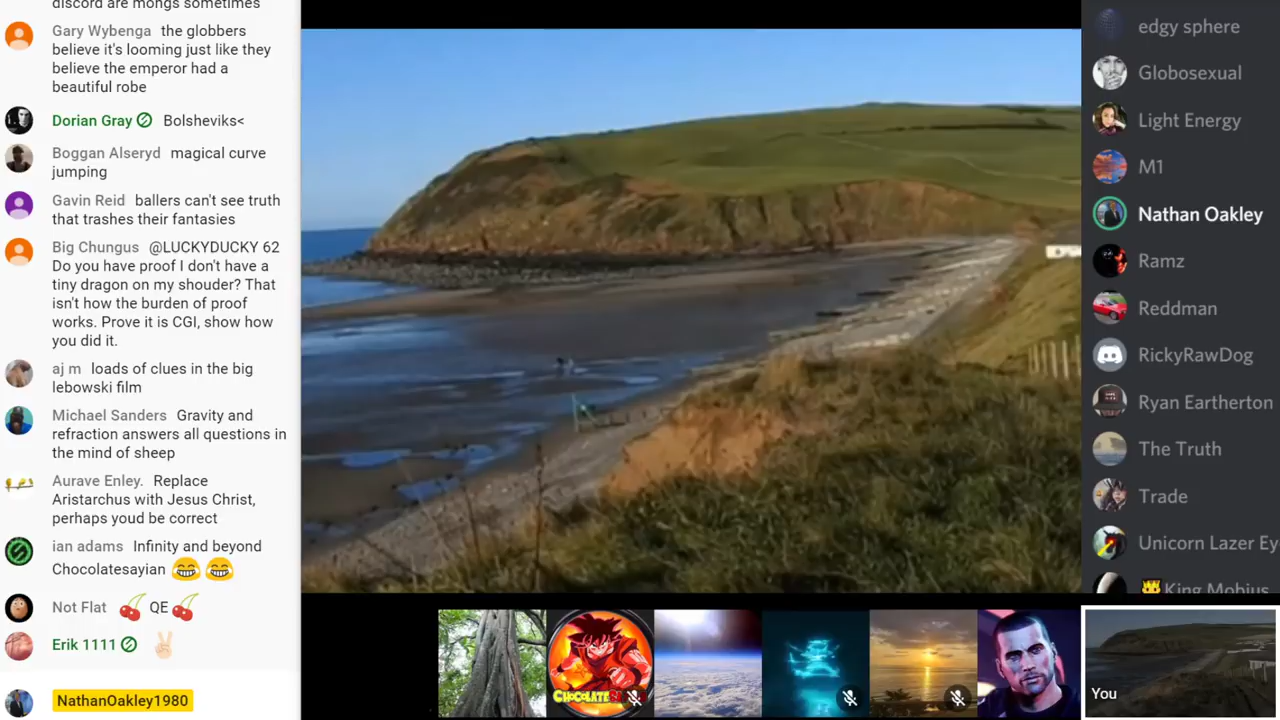 discord are mongs sometimes
Gary Wybenga the globbers
believe it's looming just like they
believe the emperor had a
beautiful robe
Dorian Gray Bolsheviks<
Boggan Alseryd magical curve
jumping
Gavin Reid ballers can't see truth
that trashes their fantasies
Big Chungus @LUCKYDUCKY 62
Do you have proof I don't have a
tiny dragon on my shouder? That
isn't how the burden of proof
works. Prove it is CGI, show how
you did it.
aj m loads of clues in the big
lebowski film
Michael Sanders Gravity and
refraction answers all questions in
the mind of sheep
Aurave Enley. Replace
Aristarchus with Jesus Christ,
perhaps youd be correct
ian adams Infinity and beyond
Chocolatesayian 😂 😂
Not Flat 🍒 QE 🍒
Erik 1111 ✌🏻
NathanOakley1980
CHOCOLATE
You
edgy sphere
Globosexual
Light Energy
M1
Nathan Oakley
Ramz
Reddman
RickyRawDog
Ryan Eartherton
The Truth
Trade
Unicorn Lazer Ey
👑King Mobius